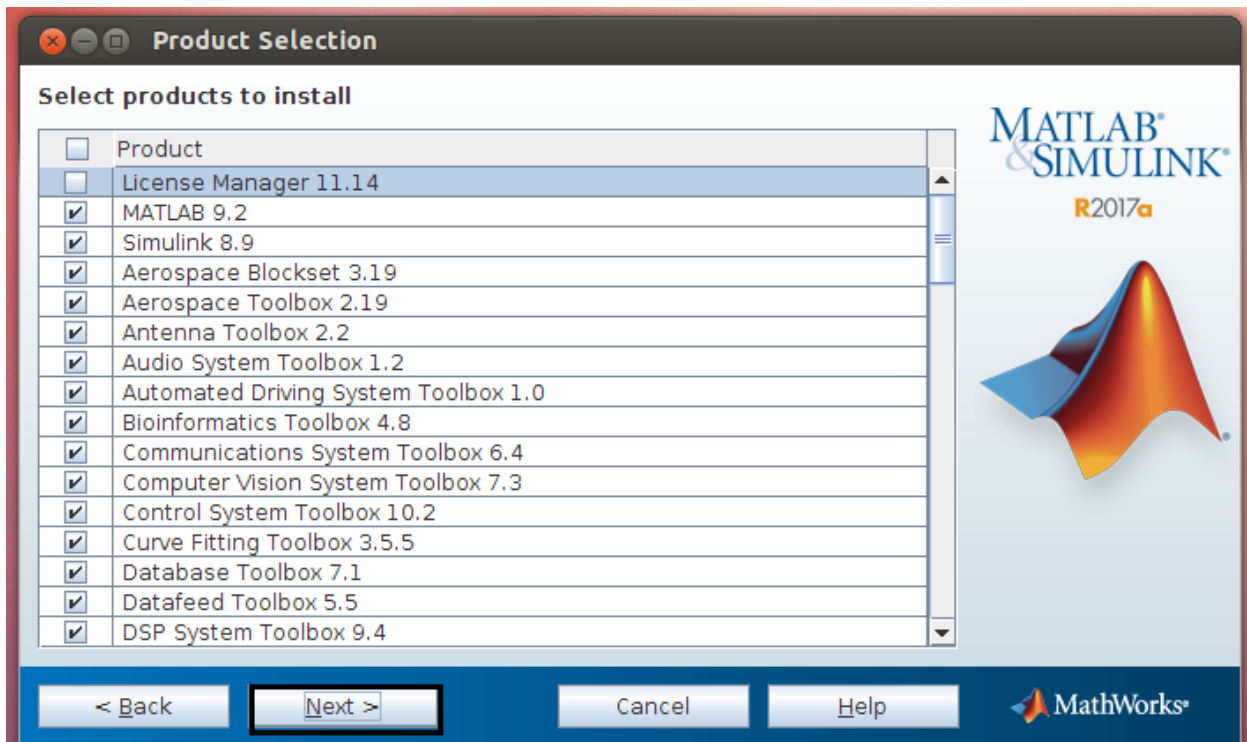 Product Selection
Select products to install
Product
License Manager 11.14
MATLAB 9.2
Simulink 8.9
Aerospace Blockset 3.19
Aerospace Toolbox 2.19
Antenna Toolbox 2.2
Audio System Toolbox 1.2
Automated Driving System Toolbox 1.0
Bioinformatics Toolbox 4.8
Communications System Toolbox 6.4
Computer Vision System Toolbox 7.3
Control System Toolbox 10.2
Curve Fitting Toolbox 3.5.5
Database Toolbox 7.1
Datafeed Toolbox 5.5
DSP System Toolbox 9.4
MATLAB®
&SIMULINK®
R2017a
®
< Back
Next >
Cancel
Help
MathWorks®